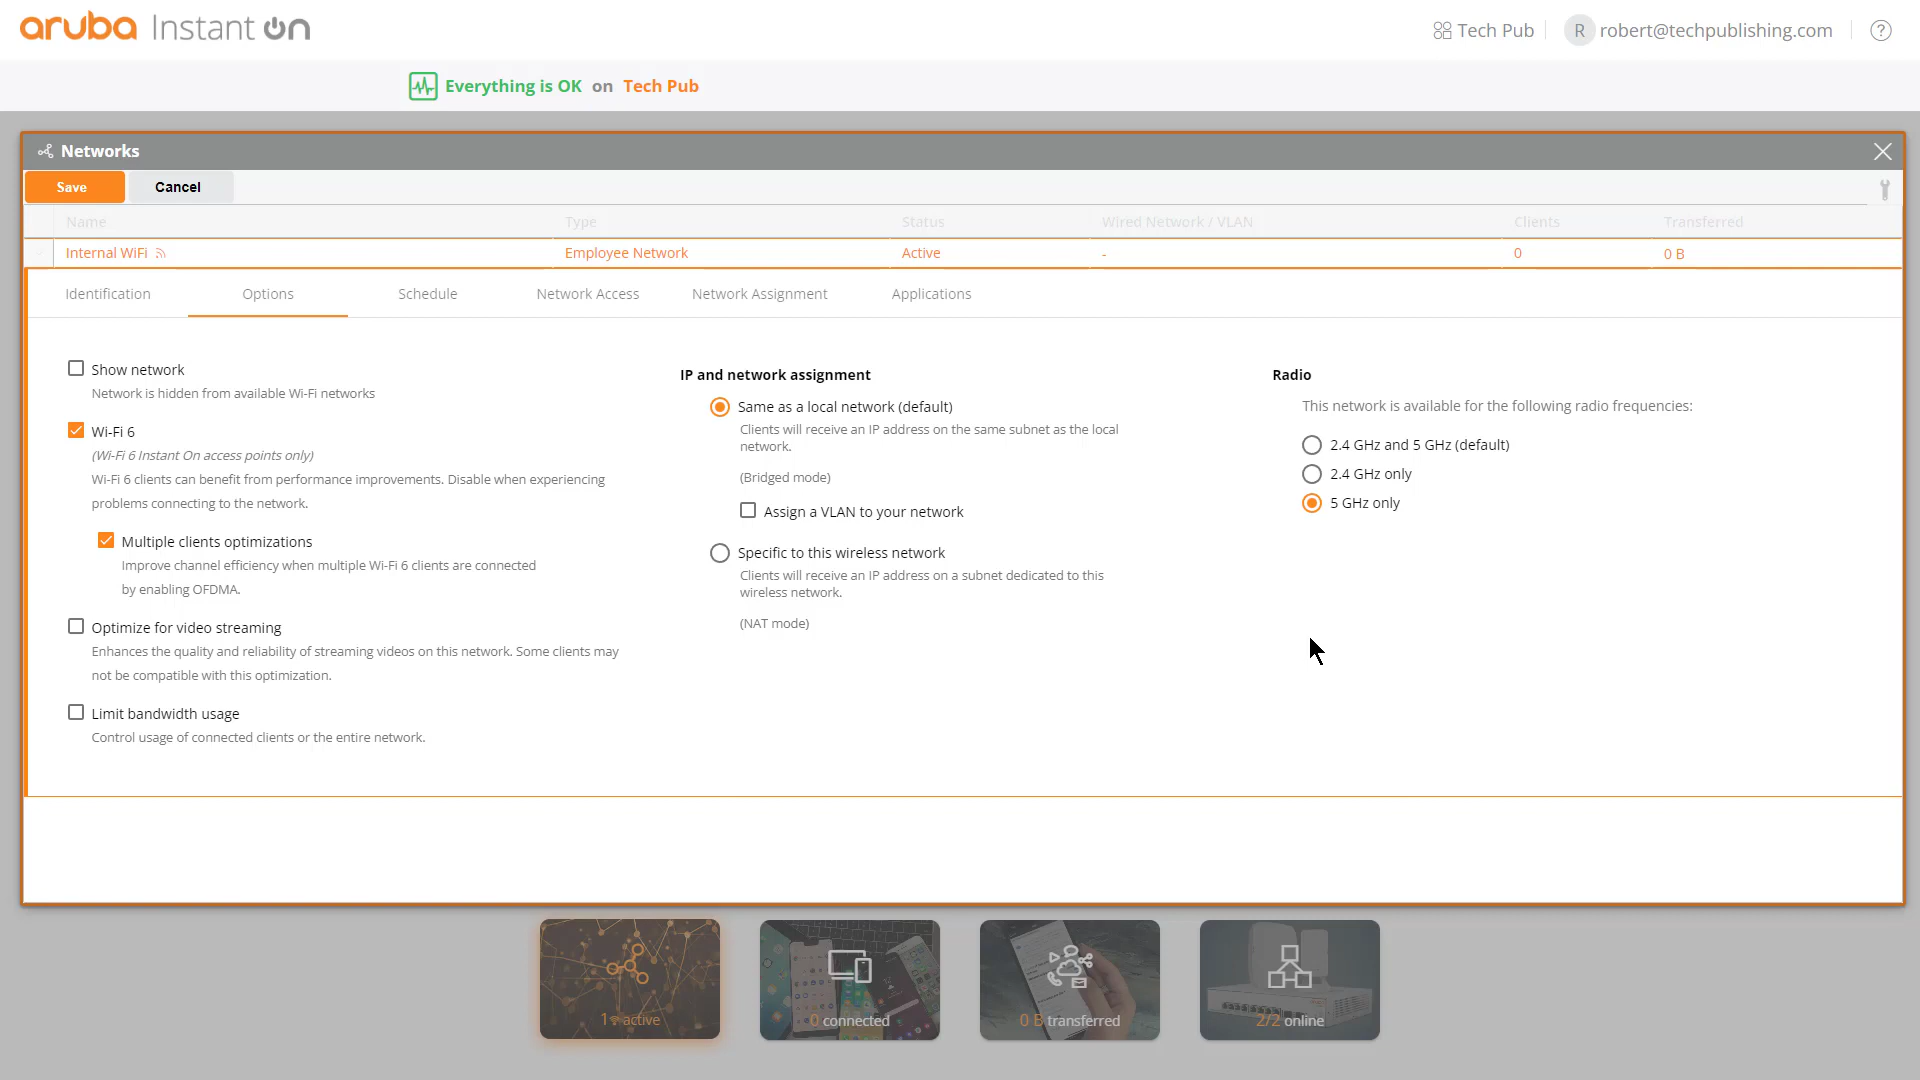 aruba Instant On
Tech Pub
R robert@techpublishing.com
?
Everything is OK on Tech Pub
Networks
Save
Cancel
Name Type Status Wired Network / VLAN Clients Transferred
Internal WiFi Employee Network Active - 0 0 B
Identification Options Schedule Network Access Network Assignment Applications
Show network
Network is hidden from available Wi-Fi networks
Wi-Fi 6
(Wi-Fi 6 Instant On access points only)
Wi-Fi 6 clients can benefit from performance improvements. Disable when experiencing
problems connecting to the network.
Multiple clients optimizations
Improve channel efficiency when multiple Wi-Fi 6 clients are connected
by enabling OFDMA.
Optimize for video streaming
Enhances the quality and reliability of streaming videos on this network. Some clients may
not be compatible with this optimization.
Limit bandwidth usage
Control usage of connected clients or the entire network.
IP and network assignment
Same as a local network (default)
Clients will receive an IP address on the same subnet as the local
network.
(Bridged mode)
Assign a VLAN to your network
Specific to this wireless network
Clients will receive an IP address on a subnet dedicated to this
wireless network.
(NAT mode)
Radio
This network is available for the following radio frequencies:
2.4 GHz and 5 GHz (default)
2.4 GHz only
5 GHz only
1 active
0 connected
0 B transferred
2/2 online